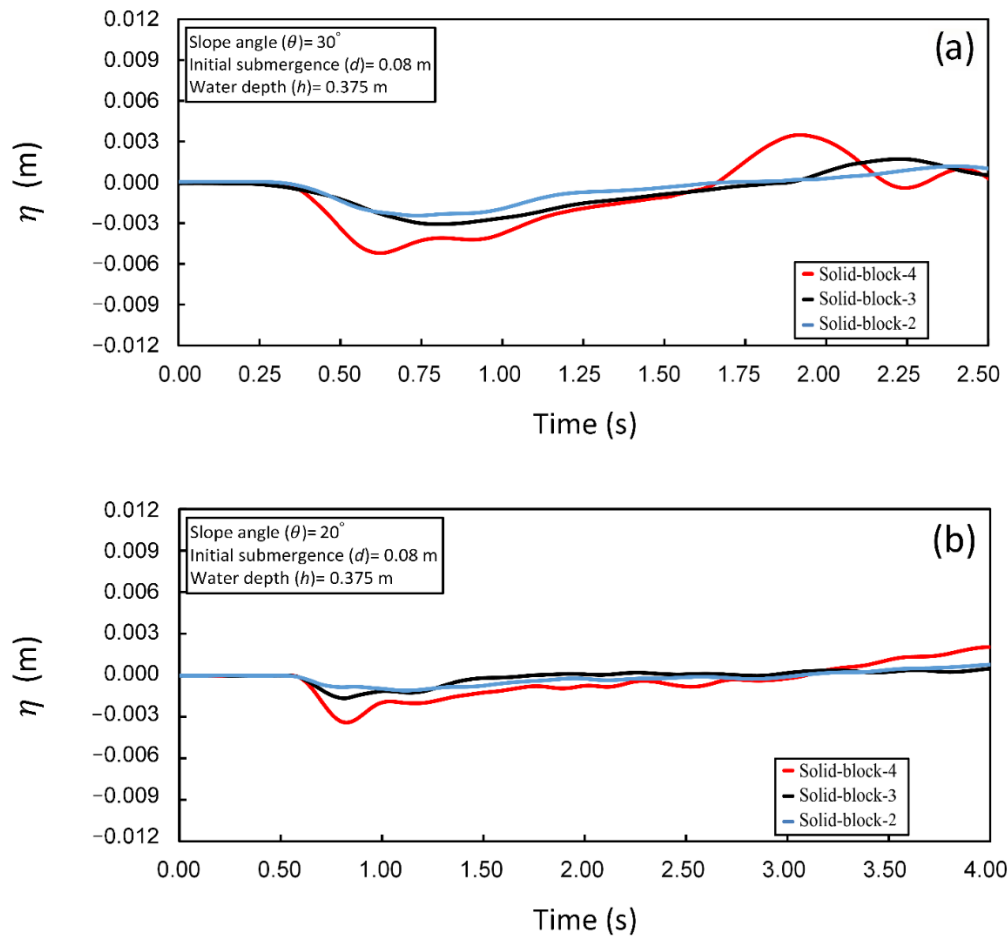 (a)
Slope angle (θ)= 30°
Initial submergence (d)= 0.08 m
Water depth (h)= 0.375 m
0.012
0.009
0.006
0.003
0.000
−0.003
−0.006
−0.009
−0.012
η (m)
Solid-block-4
Solid-block-3
Solid-block-2
0.00 0.25 0.50 0.75 1.00 1.25 1.50 1.75 2.00 2.25 2.50
Time (s)
(b)
Slope angle (θ)= 20°
Initial submergence (d)= 0.08 m
Water depth (h)= 0.375 m
0.012
0.009
0.006
0.003
0.000
−0.003
−0.006
−0.009
−0.012
η (m)
Solid-block-4
Solid-block-3
Solid-block-2
0.00 0.50 1.00 1.50 2.00 2.50 3.00 3.50 4.00
Time (s)